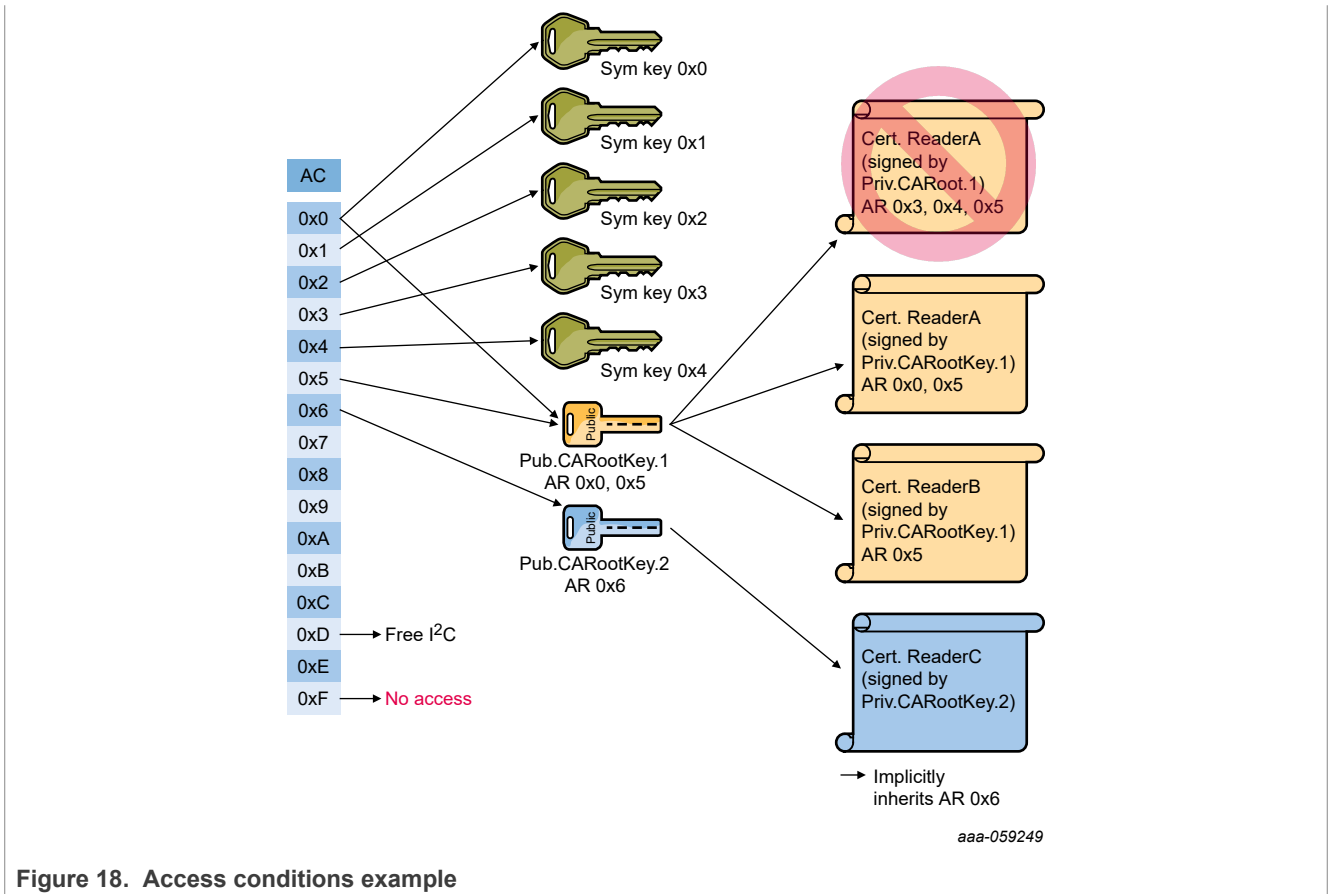 AC
0x0
0x1
0x2
0x3
0x4
0x5
0x6
0x7
0x8
0x9
0xA
0xB
0xC
0xD
0xE
0xF
Free I²C
No access
Sym key 0x0
Sym key 0x1
Sym key 0x2
Sym key 0x3
Sym key 0x4
Public
Pub.CARootKey.1
AR 0x0, 0x5
Public
Pub.CARootKey.2
AR 0x6
Cert. ReaderA
(signed by
Priv.CARoot.1)
AR 0x3, 0x4, 0x5
Cert. ReaderA
(signed by
Priv.CARootKey.1)
AR 0x0, 0x5
Cert. ReaderB
(signed by
Priv.CARootKey.1)
AR 0x5
Cert. ReaderC
(signed by
Priv.CARootKey.2)
Implicitly
inherits AR 0x6
aaa-059249
Figure 18. Access conditions example